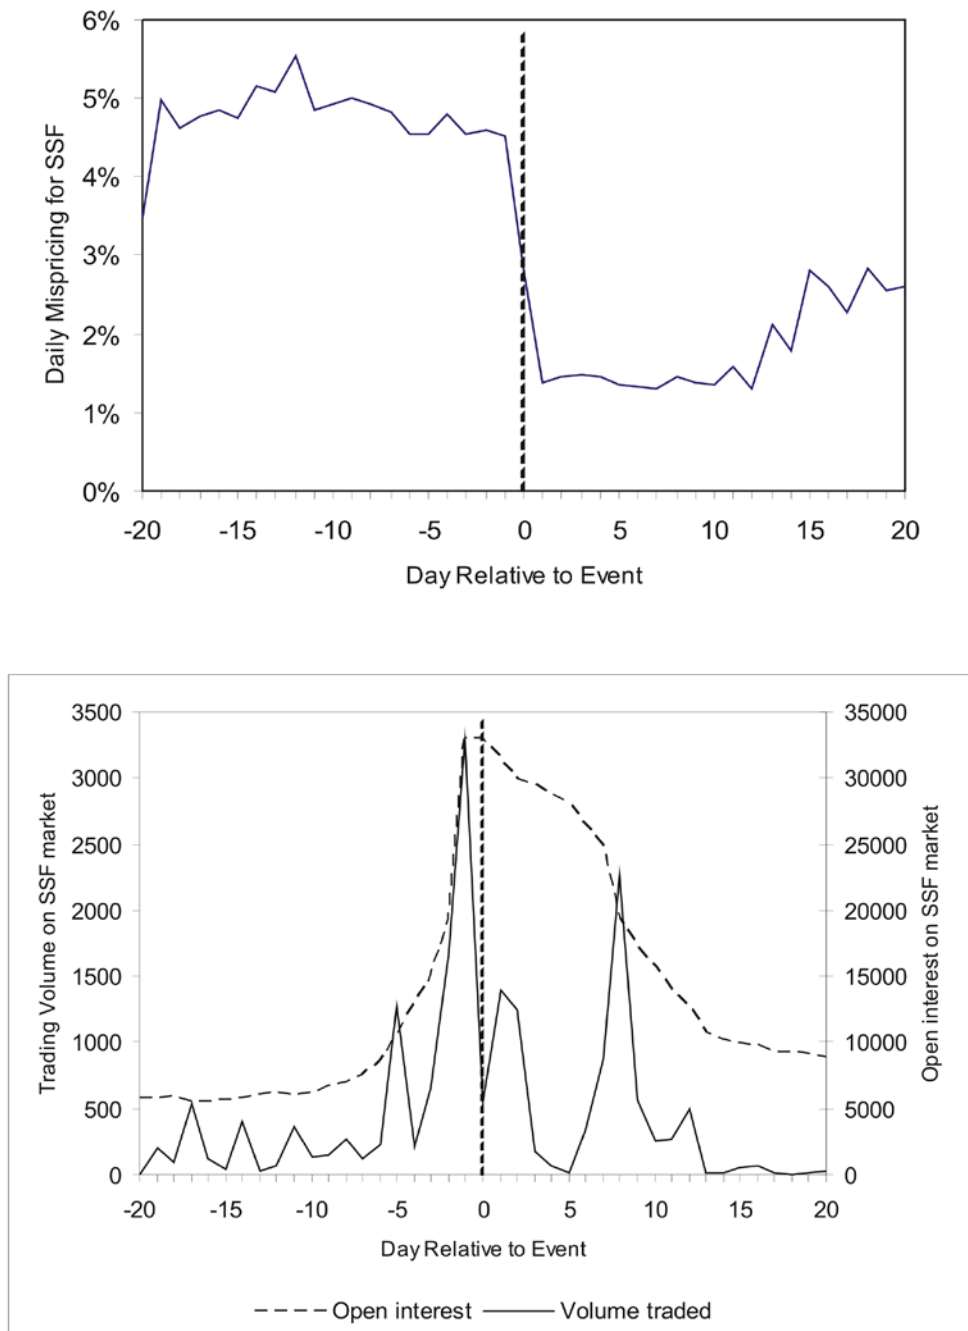 6%
5%
4%
3%
2%
1%
0%
Daily Mispricing for SSF
-20 -15 -10 -5 0 5 10 15 20
Day Relative to Event
3500
3000
2500
2000
1500
1000
500
0
Trading Volume on SSF market
35000
30000
25000
20000
15000
10000
5000
0
Open interest on SSF market
-20 -15 -10 -5 0 5 10 15 20
Day Relative to Event
Open interest Volume traded